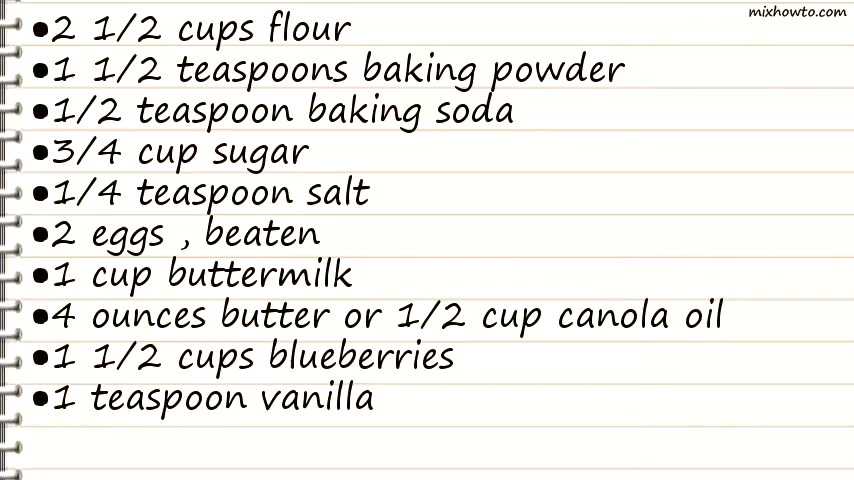 mixhowto.com
•2 1/2 cups flour
•1 1/2 teaspoons baking powder
•1/2 teaspoon baking soda
•3/4 cup sugar
•1/4 teaspoon salt
•2 eggs , beaten
•1 cup buttermilk
•4 ounces butter or 1/2 cup canola oil
•1 1/2 cups blueberries
•1 teaspoon vanilla